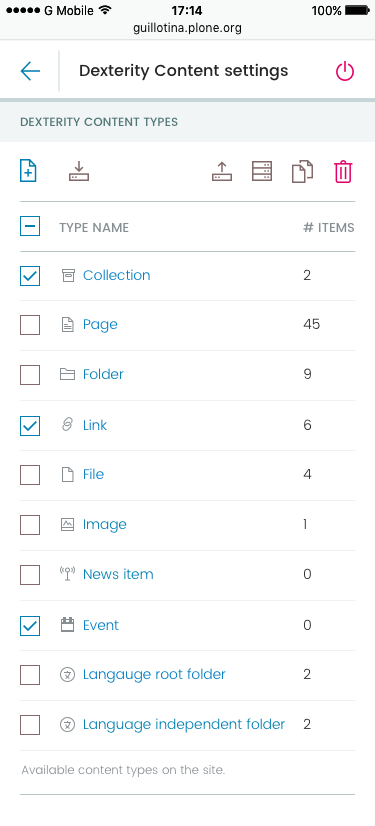 G Mobile 17:14 100%
guillotina.plone.org
Dexterity Content settings
DEXTERITY CONTENT TYPES
TYPE NAME # ITEMS
Collection 2
Page 45
Folder 9
Link 6
File 4
Image 1
News item 0
Event 0
Langauge root folder 2
Language independent folder 2
Available content types on the site.